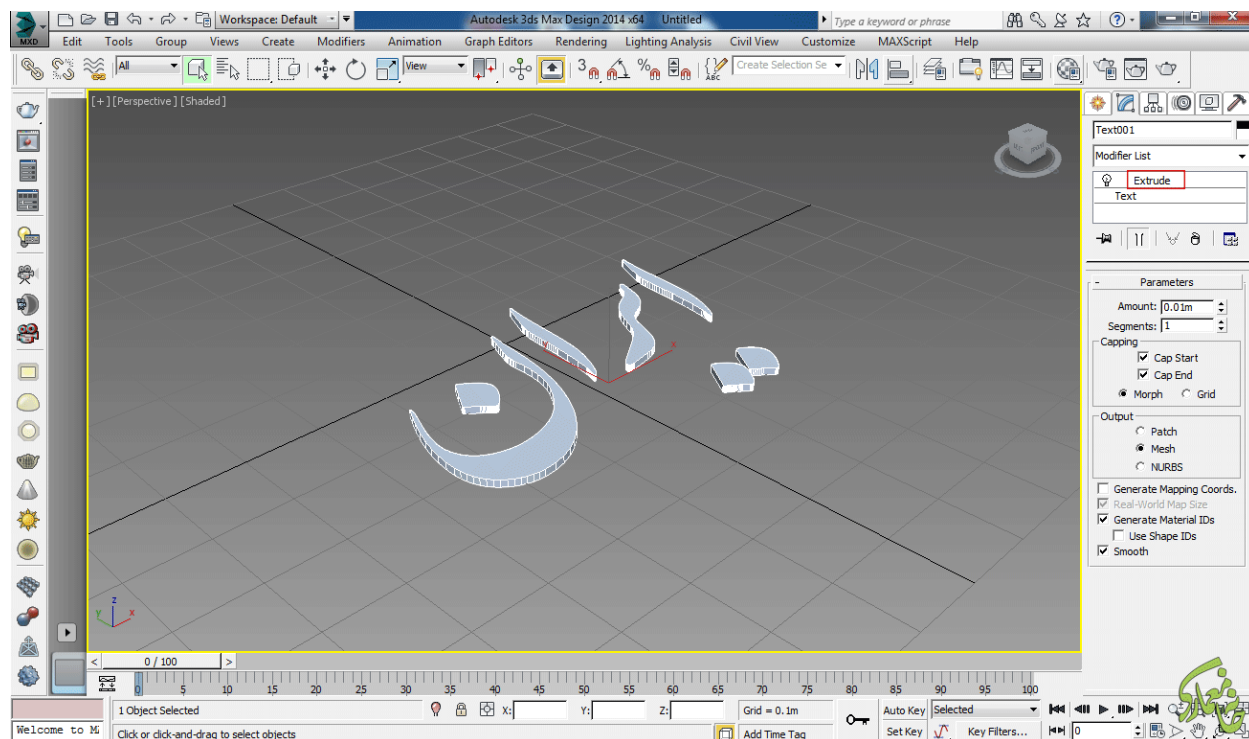 Workspace: Default
Autodesk 3ds Max Design 2014 x64 Untitled
Type a keyword or phrase
MXD
Edit Tools Group Views Create Modifiers Animation Graph Editors Rendering Lighting Analysis Civil View Customize MAXScript Help
All
View
3
%
ABC
Create Selection Se
[+] [Perspective] [Shaded]
Text001
Modifier List
Extrude
Text
- Parameters
Amount: 0.01m
Segments: 1
Capping
Cap Start
Cap End
Morph Grid
Output
Patch
Mesh
NURBS
Generate Mapping Coords.
Real-World Map Size
Generate Material IDs
Use Shape IDs
Smooth
x
z
y x
< 0 / 100 >
0 5 10 15 20 25 30 35 40 45 50 55 60 65 70 75 80 85 90 95 100
1 Object Selected
X: Y: Z:
Grid = 0.1m
Auto Key Selected
Welcome to M
Click or click-and-drag to select objects
Add Time Tag
Set Key Key Filters...
0